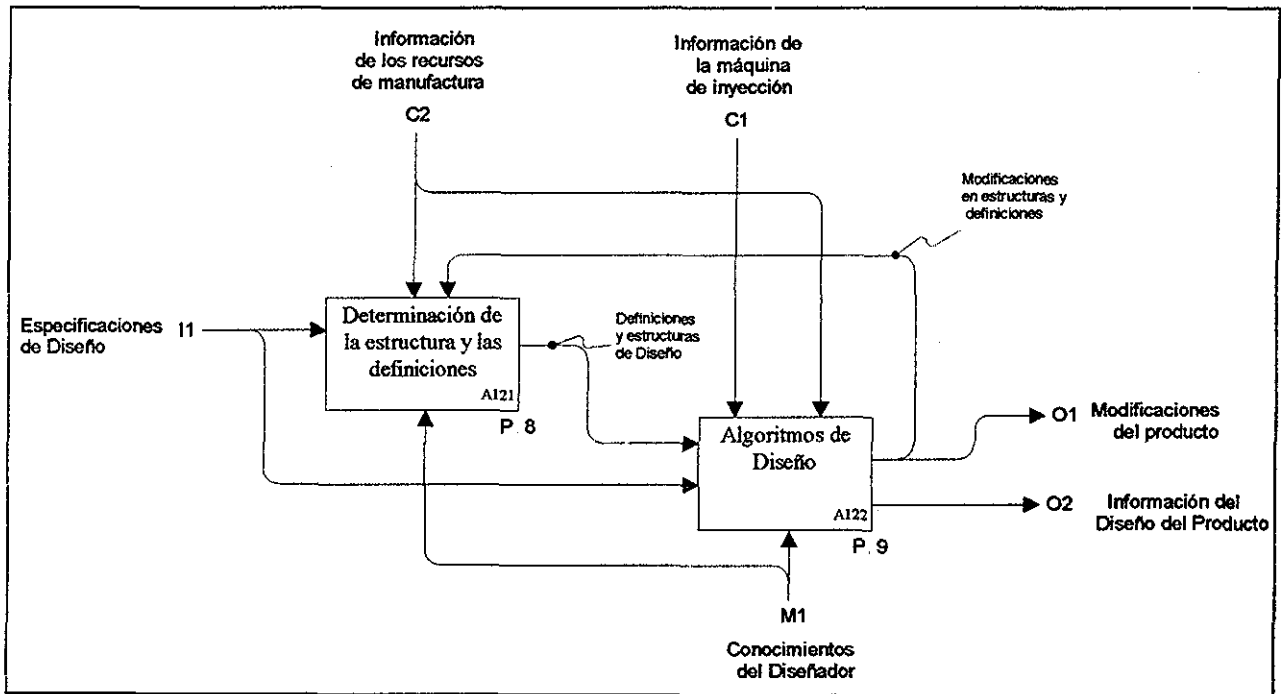 Información
de los recursos
de manufactura
C2
Información de
la máquina
de inyección
C1
Modificaciones
en estructuras y
definiciones
Especificaciones
de Diseño
I1
Determinación de
la estructura y las
definiciones
A121
P. 8
Definiciones
y estructuras
de Diseño
Algoritmos de
Diseño
A122
P. 9
O1
Modificaciones
del producto
O2
Información del
Diseño del Producto
M1
Conocimientos
del Diseñador